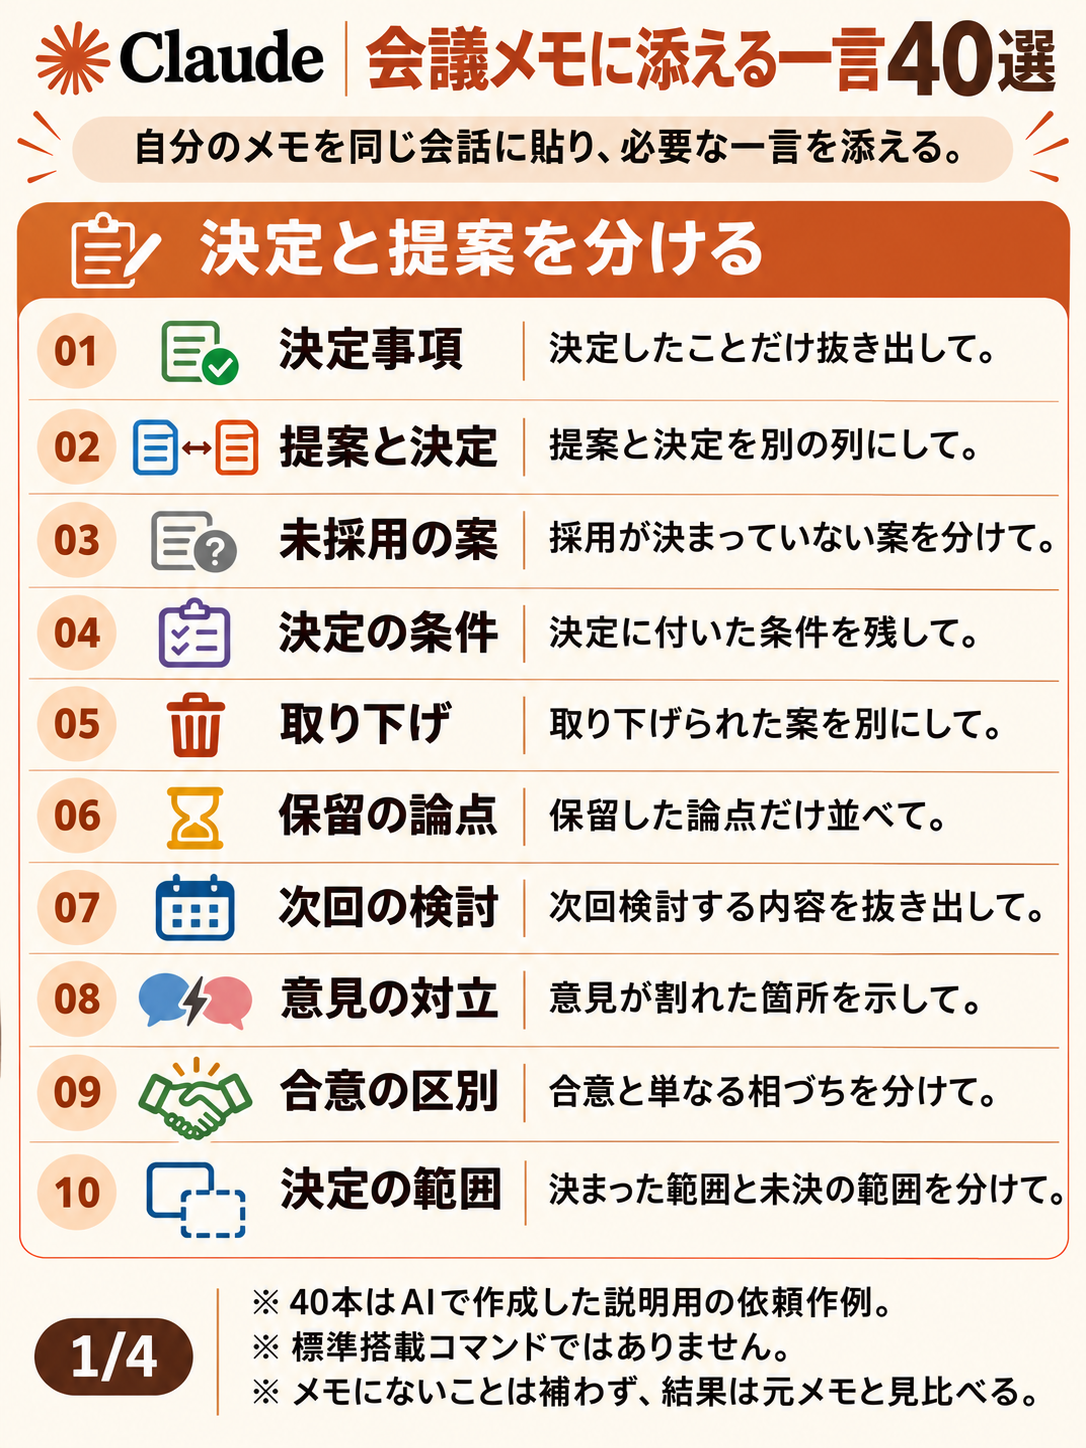 Claude 会議メモに添える一言40選
自分のメモを同じ会話に貼り、必要な一言を添える。
決定と提案を分ける
01 決定事項 決定したことだけ抜き出して。
02 提案と決定 提案と決定を別の列にして。
03 未採用の案 採用が決まっていない案を分けて。
04 決定の条件 決定に付いた条件を残して。
05 取り下げ 取り下げられた案を別にして。
06 保留の論点 保留した論点だけ並べて。
07 次回の検討 次回検討する内容を抜き出して。
08 意見の対立 意見が割れた箇所を示して。
09 合意の区別 合意と単なる相づちを分けて。
10 決定の範囲 決まった範囲と未決の範囲を分けて。
※ 40本はAIで作成した説明用の依頼作例。
1/4 ※ 標準搭載コマンドではありません。
※ メモにないことは補わず、結果は元メモと見比べる。